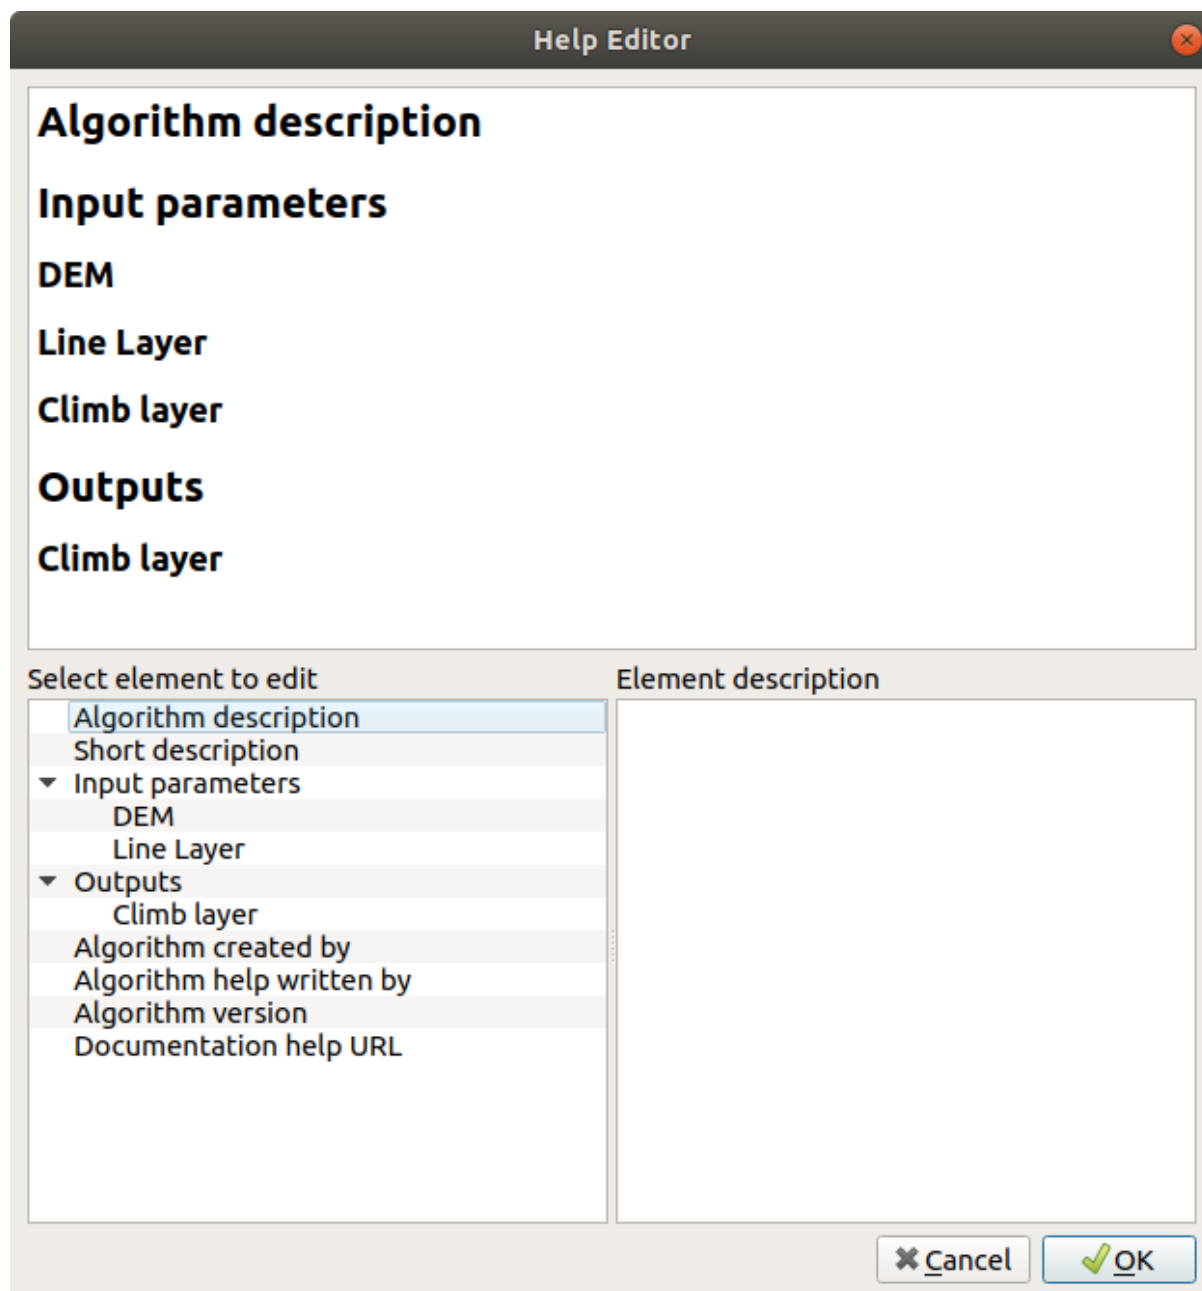 Help Editor
Algorithm description
Input parameters
DEM
Line Layer
Climb layer
Outputs
Climb layer
Select element to edit
Algorithm description
Short description
Input parameters
DEM
Line Layer
Outputs
Climb layer
Algorithm created by
Algorithm help written by
Algorithm version
Documentation help URL
Element description
Cancel
OK